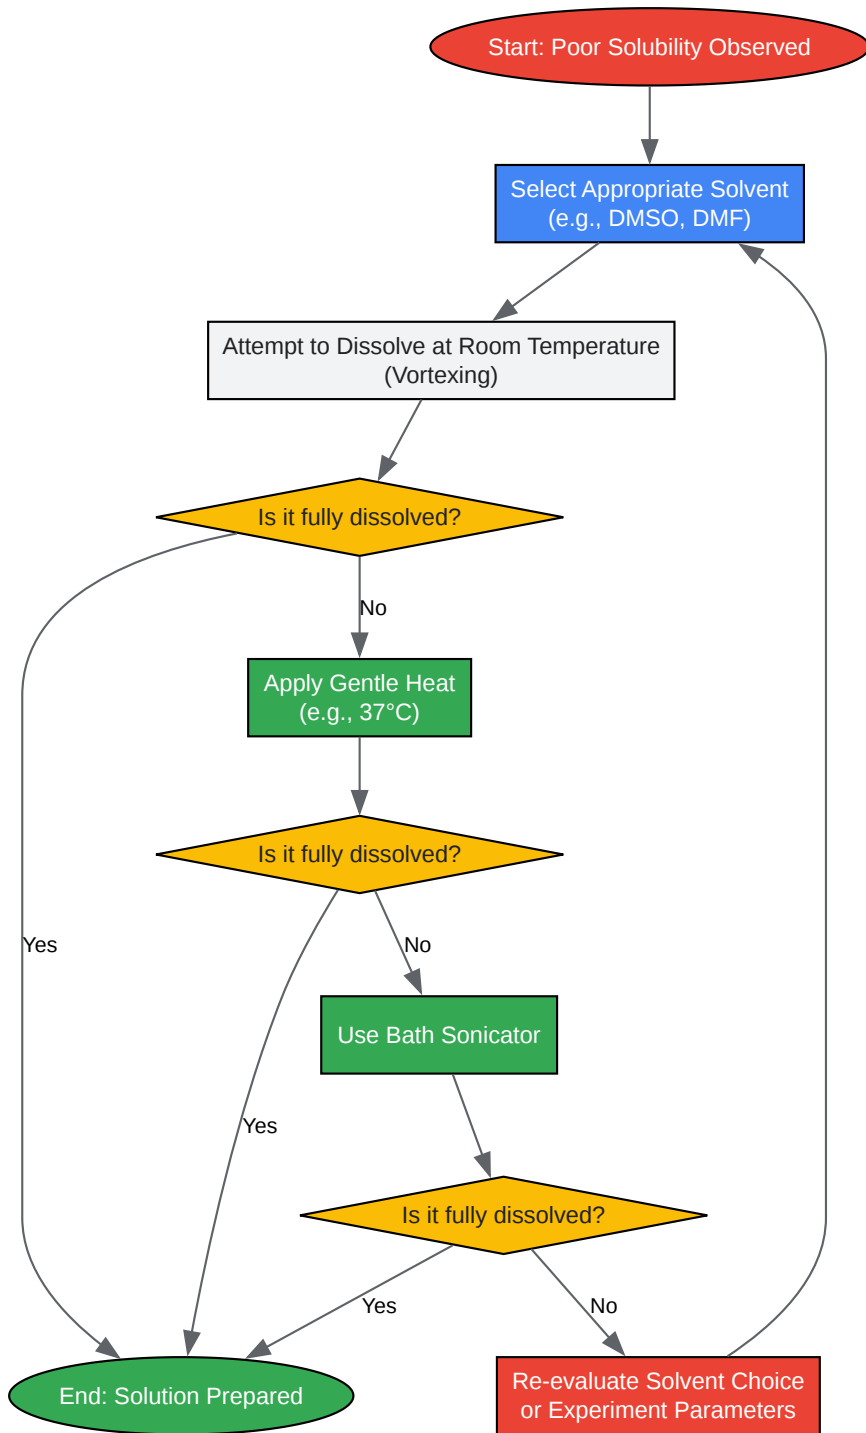 Start: Poor Solubility Observed
Select Appropriate Solvent
(e.g., DMSO, DMF)
Attempt to Dissolve at Room Temperature
(Vortexing)
Is it fully dissolved?
No
Apply Gentle Heat
(e.g., 37°C)
Is it fully dissolved?
Yes
No
Use Bath Sonicator
Yes
Is it fully dissolved?
Yes
No
End: Solution Prepared
Re-evaluate Solvent Choice
or Experiment Parameters